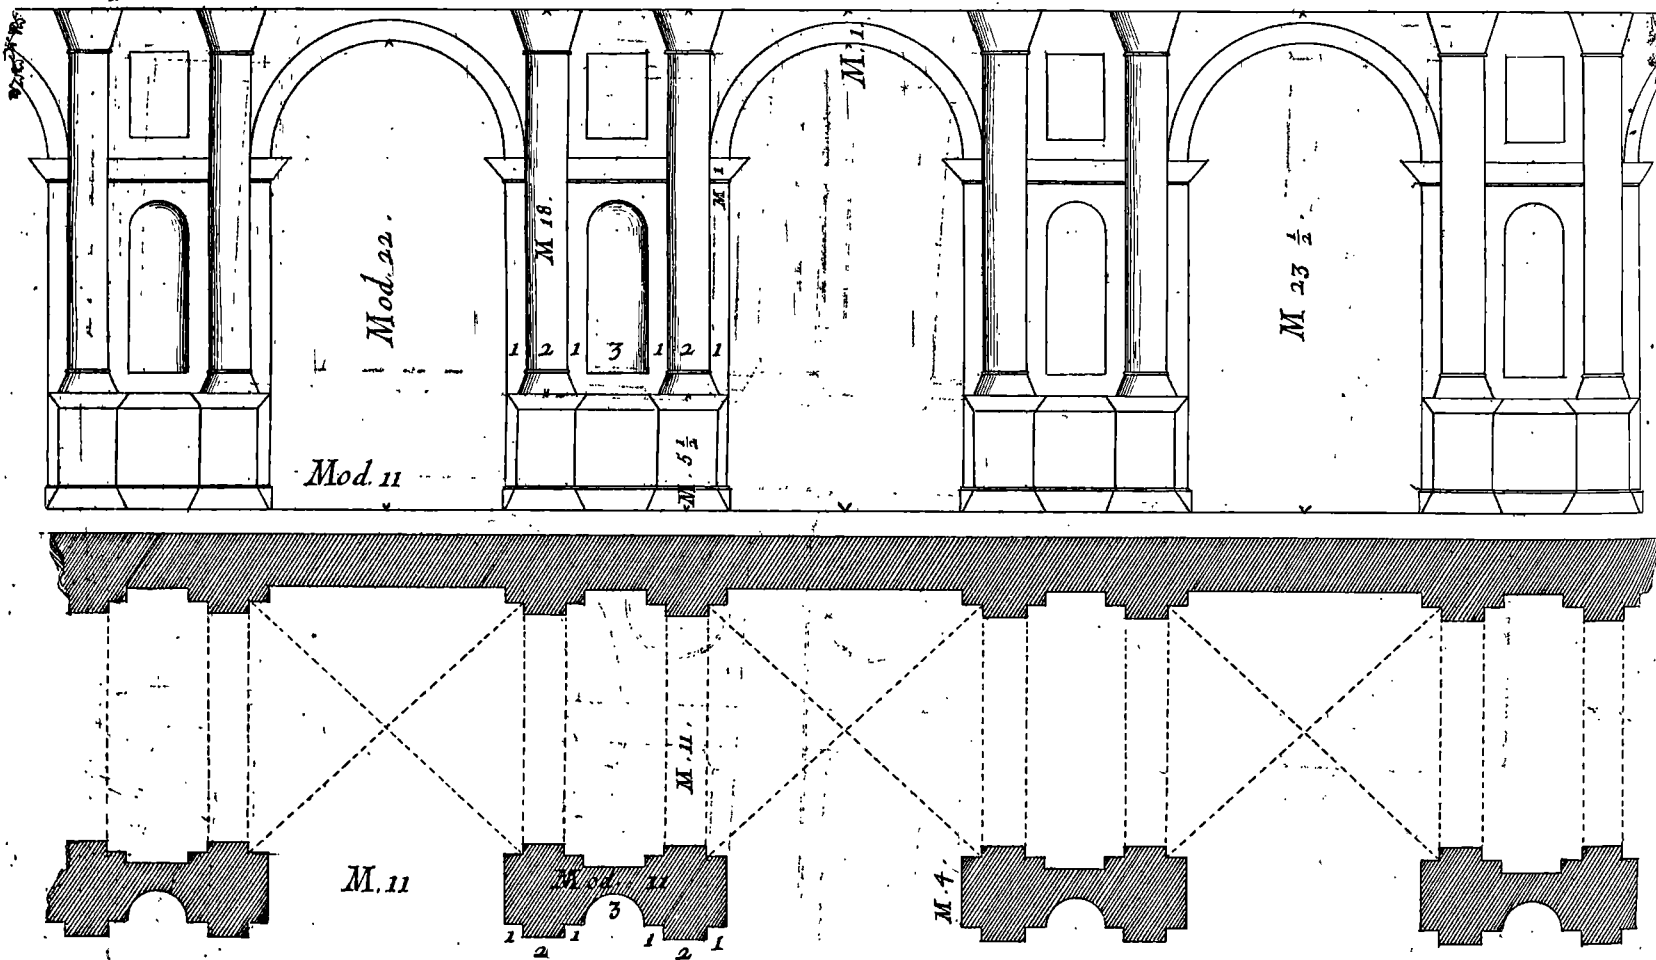 M. 1.
M 1
M 18.
Mod. 22.
M 23 1/2.
1 2 1 3 1 2 1
M. 5 1/2
Mod. 11
M. 11.
M. 11
Mod. 11
M. 4.
3
1 2 1 1 2 1